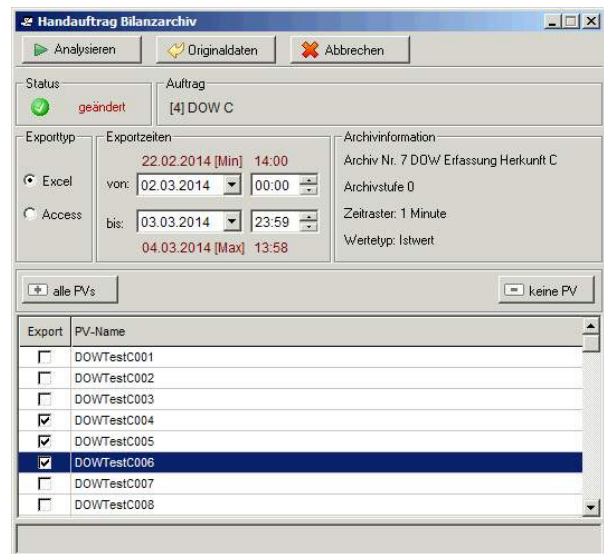 Handauftrag Bilanzarchiv
Analysieren Originaldaten Abbrechen
Status Auftrag
geändert [4] DOW C
Exporttyp Exportzeiten Archivinformation
22.02.2014 [Min] 14:00 Archiv Nr. 7 DOW Erfassung Herkunft C
Excel von: 02.03.2014 00:00 Archivstufe 0
Access bis: 03.03.2014 23:59 Zeitraster: 1 Minute
04.03.2014 [Max] 13:58 Wertetyp: Istwert
alle PVs keine PV
Export PV-Name
DOWTestC001
DOWTestC002
DOWTestC003
DOWTestC004
DOWTestC005
DOWTestC006
DOWTestC007
DOWTestC008